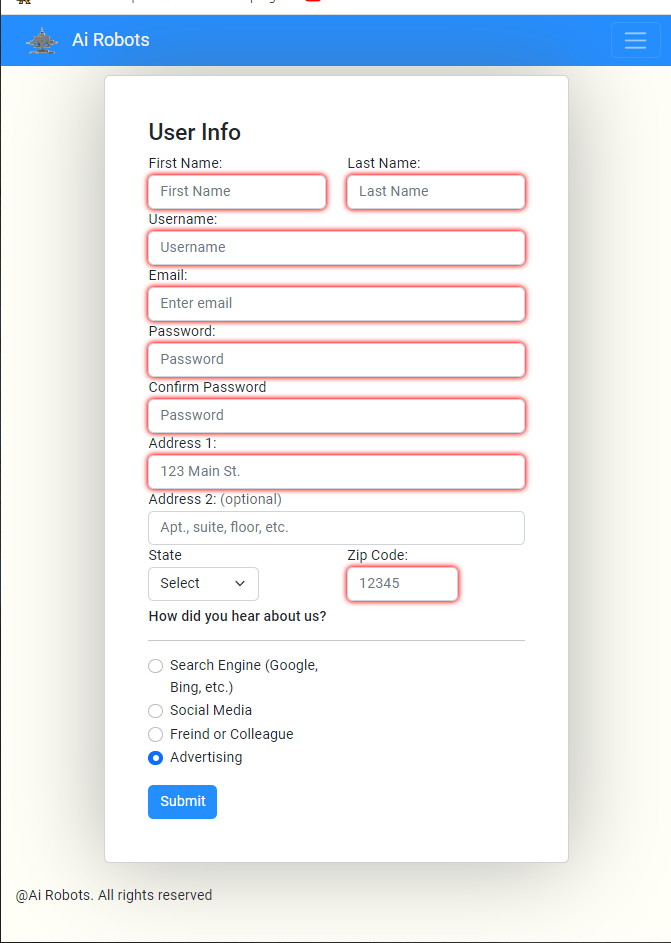 Ai Robots
User Info
First Name: Last Name:
First Name Last Name
Username:
Username
Email:
Enter email
Password:
Password
Confirm Password
Password
Address 1:
123 Main St.
Address 2: (optional)
Apt., suite, floor, etc.
State Zip Code:
Select 12345
How did you hear about us?
Search Engine (Google,
Bing, etc.)
Social Media
Freind or Colleague
Advertising
Submit
@Ai Robots. All rights reserved